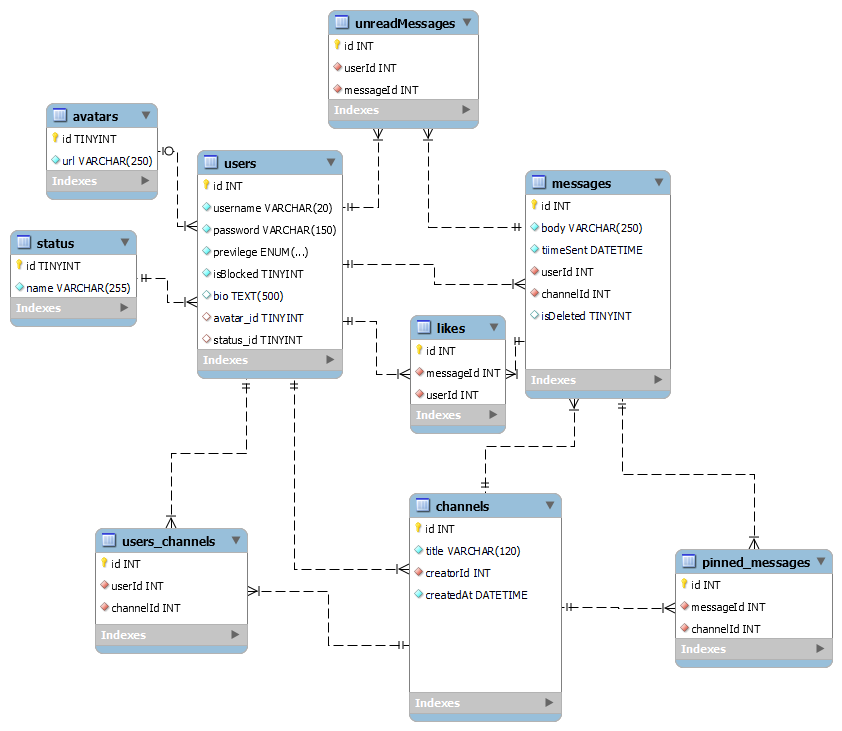 unreadMessages
id INT
userId INT
messageId INT
Indexes
avatars
id TINYINT
url VARCHAR(250)
Indexes
users
id INT
username VARCHAR(20)
password VARCHAR(150)
previlege ENUM(...)
isBlocked TINYINT
bio TEXT(500)
avatar_id TINYINT
status_id TINYINT
Indexes
messages
id INT
body VARCHAR(250)
tiimeSent DATETIME
userId INT
channelId INT
isDeleted TINYINT
Indexes
status
id TINYINT
name VARCHAR(255)
Indexes
likes
id INT
messageId INT
userId INT
Indexes
channels
id INT
title VARCHAR(120)
creatorId INT
createdAt DATETIME
Indexes
users_channels
id INT
userId INT
channelId INT
Indexes
pinned_messages
id INT
messageId INT
channelId INT
Indexes